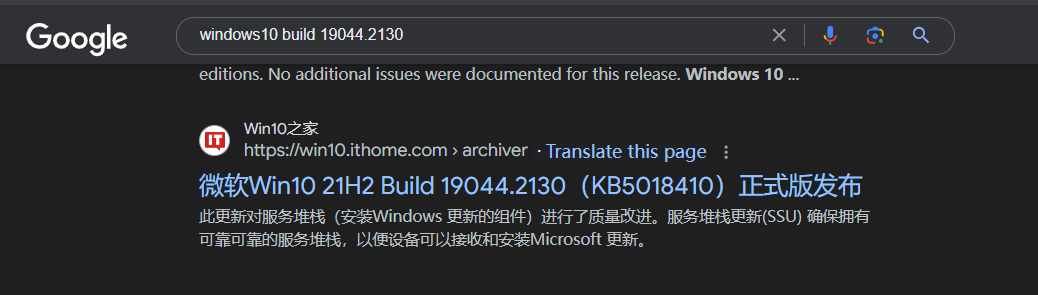 Google
windows10 build 19044.2130
editions. No additional issues were documented for this release. Windows 10 ...
IT
Win10之家
https://win10.ithome.com › archiver · Translate this page
微软Win10 21H2 Build 19044.2130（KB5018410）正式版发布
此更新对服务堆栈（安装Windows 更新的组件）进行了质量改进。服务堆栈更新(SSU) 确保拥有
可靠可靠的服务堆栈，以便设备可以接收和安装Microsoft 更新。